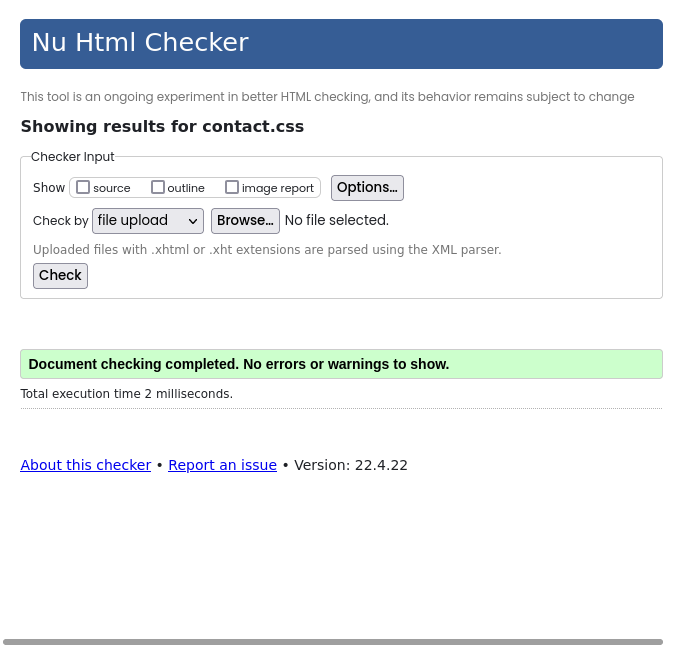 Nu Html Checker
This tool is an ongoing experiment in better HTML checking, and its behavior remains subject to change
Showing results for contact.css
Checker Input
Show source outline image report Options...
Check by file upload Browse... No file selected.
Uploaded files with .xhtml or .xht extensions are parsed using the XML parser.
Check
Document checking completed. No errors or warnings to show.
Total execution time 2 milliseconds.
About this checker • Report an issue • Version: 22.4.22